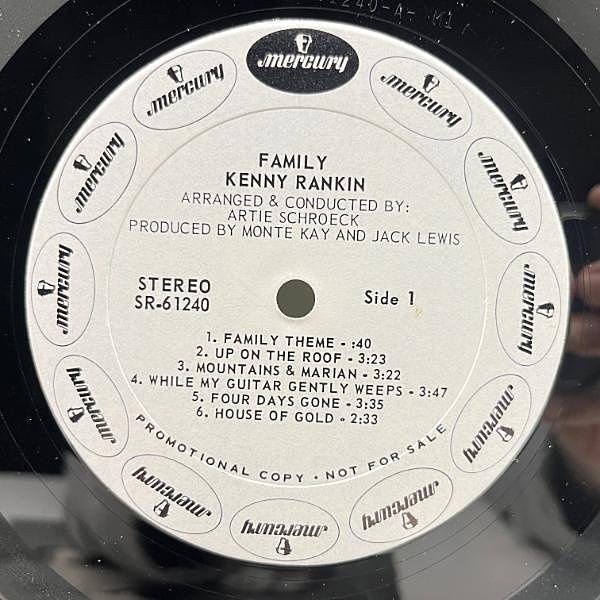 1240-A- M1
mercury
mercury
mercury
mercury
mercury
mercury
mercury
mercury
mercury
mercury
mercury
mercury
FAMILY
KENNY RANKIN
ARRANGED & CONDUCTED BY:
ARTIE SCHROECK
PRODUCED BY MONTE KAY AND JACK LEWIS
STEREO
SR-61240
Side 1
1. FAMILY THEME - :40
2. UP ON THE ROOF - 3:23
3. MOUNTAINS & MARIAN - 3:22
4. WHILE MY GUITAR GENTLY WEEPS - 3:47
5. FOUR DAYS GONE - 3:35
6. HOUSE OF GOLD - 2:33
PROMOTIONAL COPY • NOT FOR SALE